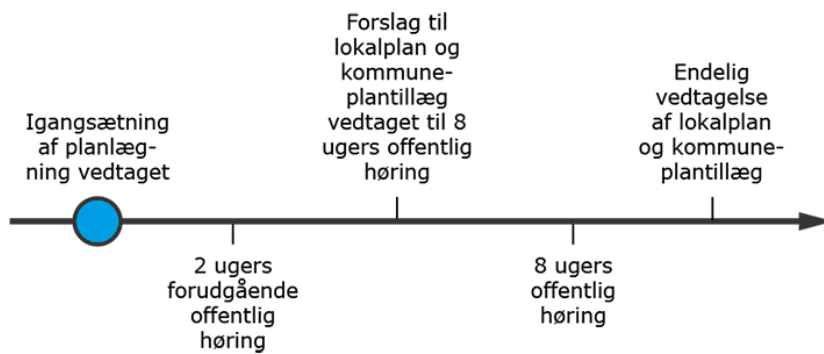 Igangsætning
af planlæg-
ning vedtaget
2 ugers
forudgående
offentlig
høring
Forslag til
lokalplan og
kommune-
plantillæg
vedtaget til 8
ugers offentlig
høring
8 ugers
offentlig
høring
Endelig
vedtagelse
af lokalplan
og kommune-
plantillæg